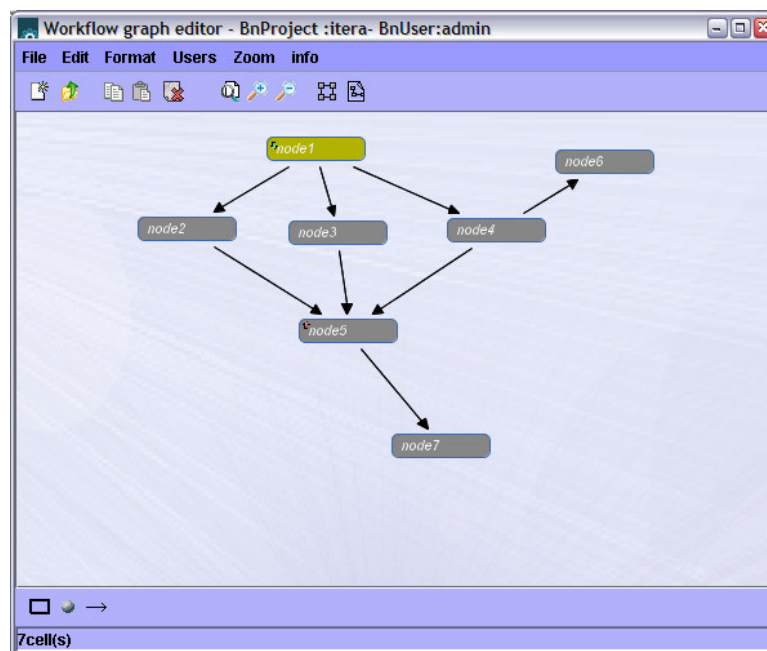 Workflow graph editor - BnProject :itera- BnUser:admin
File Edit Format Users Zoom info
node1
node6
node2
node3
node4
node5
node7
7cell(s)